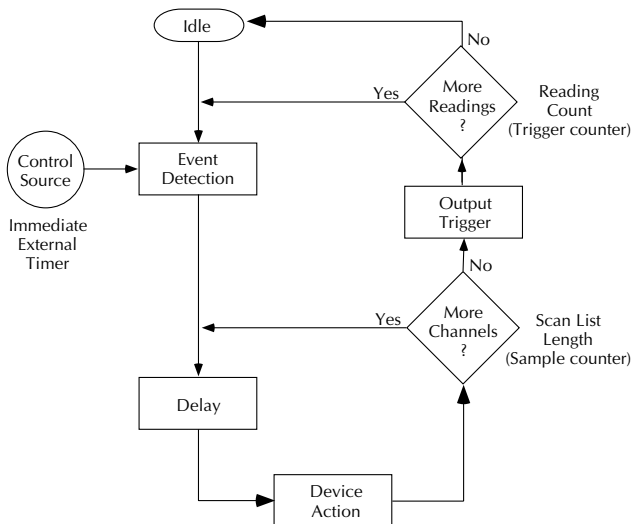 Idle
No
More
Readings
?
Yes
Reading
Count
(Trigger counter)
Control
Source
Event
Detection
Immediate
External
Timer
Output
Trigger
No
More
Channels
?
Yes
Scan List
Length
(Sample counter)
Delay
Device
Action